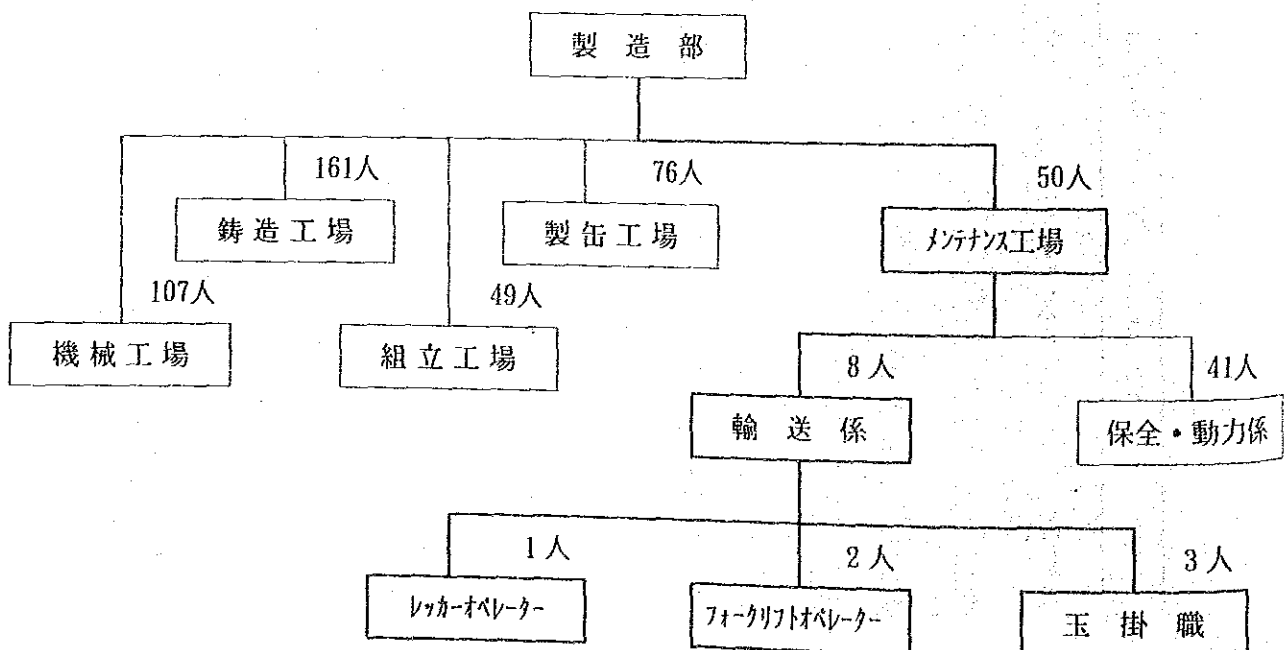 製造部
161人
76人
50人
鋳造工場
製缶工場
メンテナンス工場
107人
49人
機械工場
組立工場
8人
41人
輸送係
保全・動力係
1人
2人
3人
レッカーオペレーター
フォークリフトオペレーター
玉掛職